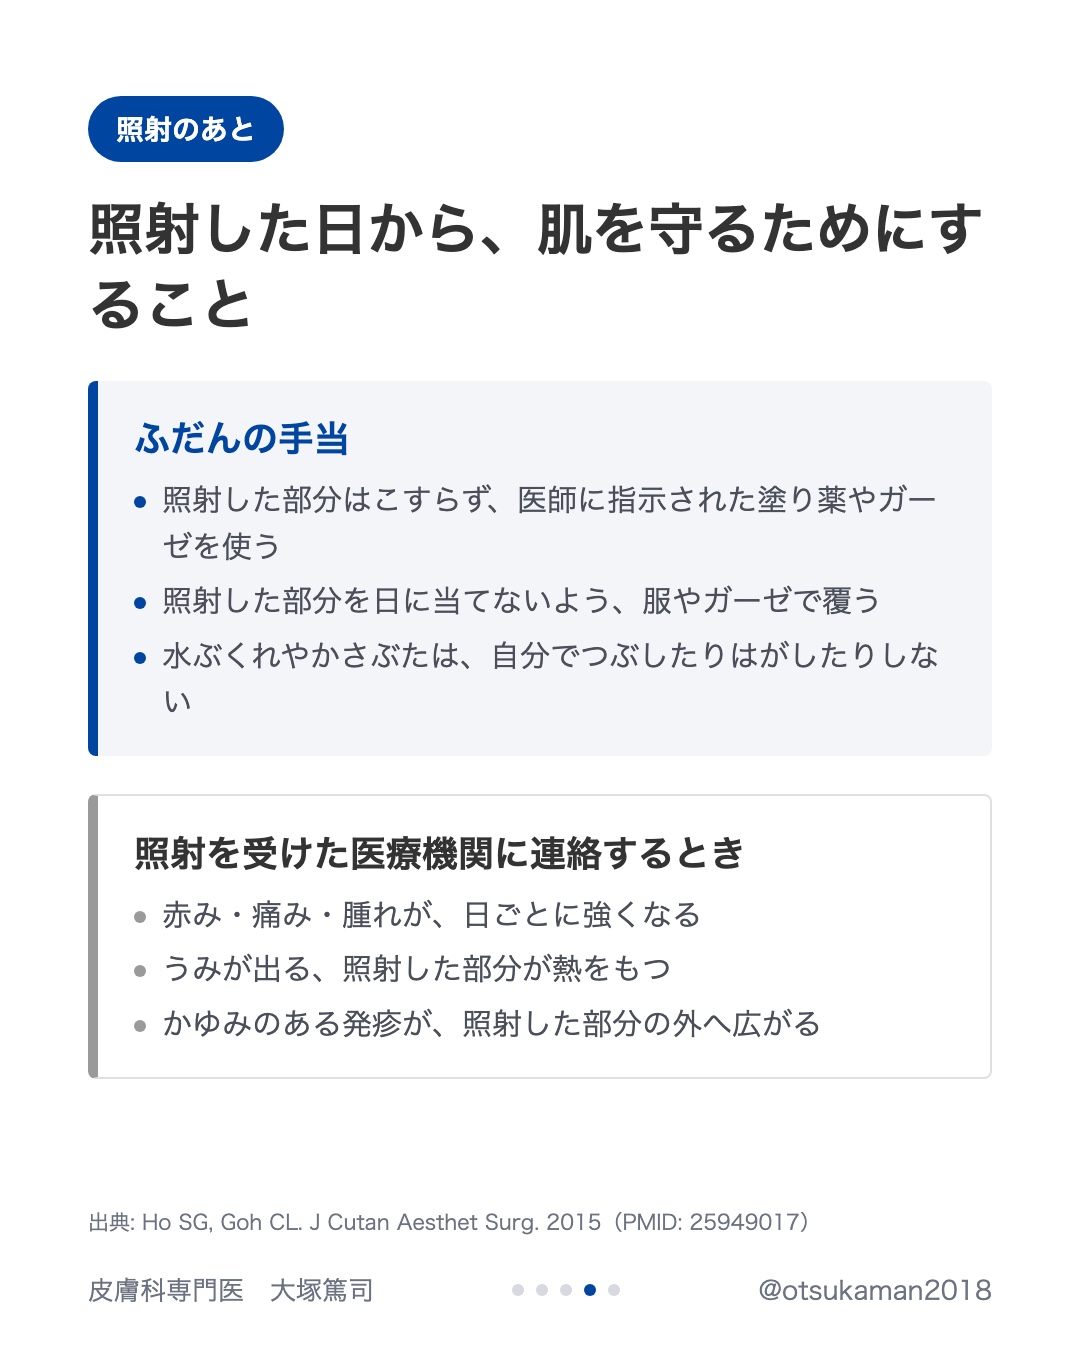 照射のあと
照射した日から、肌を守るためにす
ること
ふだんの手当
照射した部分はこすらず、医師に指示された塗り薬やガー
ゼを使う
照射した部分を日に当てないよう、服やガーゼで覆う
水ぶくれやかさぶたは、自分でつぶしたりはがしたりしな
い
照射を受けた医療機関に連絡するとき
赤み・痛み・腫れが、日ごとに強くなる
うみが出る、照射した部分が熱をもつ
かゆみのある発疹が、照射した部分の外へ広がる
出典: Ho SG, Goh CL. J Cutan Aesthet Surg. 2015（PMID: 25949017）
皮膚科専門医　大塚篤司
@otsukaman2018